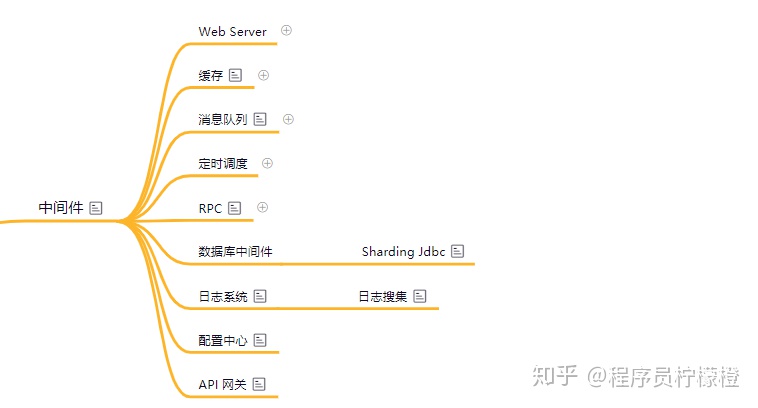 Web Server
缓存
消息队列
定时调度
中间件
RPC
数据库中间件
Sharding Jdbc
日志系统
日志搜集
配置中心
API 网关
知乎 @程序员柠檬橙